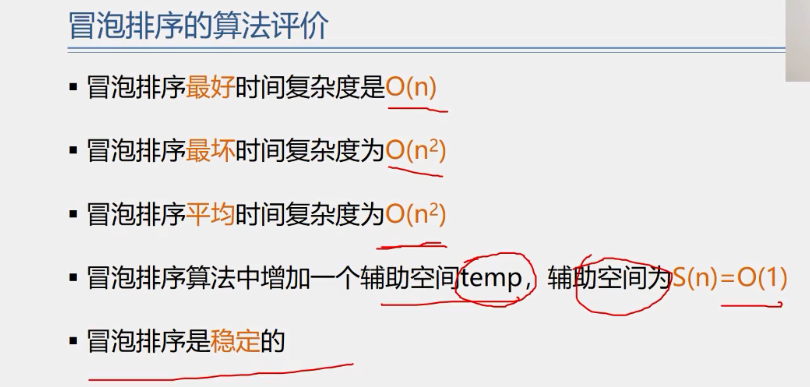 冒泡排序的算法评价
▪ 冒泡排序最好时间复杂度是O(n)
▪ 冒泡排序最坏时间复杂度为O(n²)
▪ 冒泡排序平均时间复杂度为O(n²)
▪ 冒泡排序算法中增加一个辅助空间temp，辅助空间为S(n)=O(1)
▪ 冒泡排序是稳定的